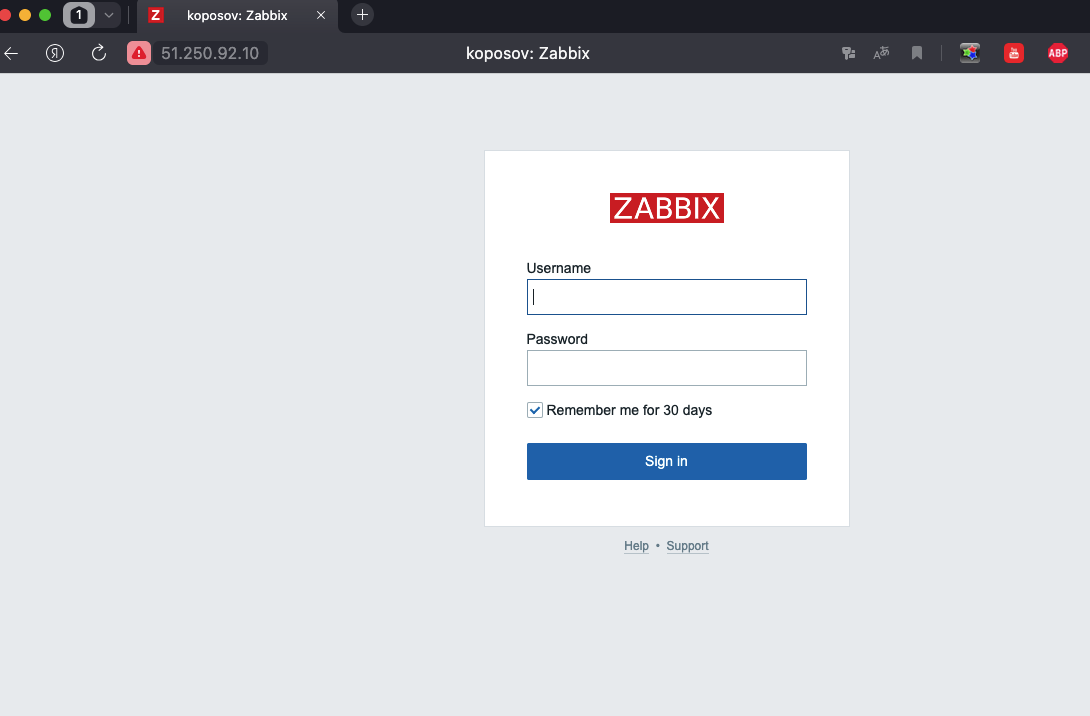 1
Z koposov: Zabbix
Я 51.250.92.10 koposov: Zabbix ABP
ZABBIX
Username
Password
Remember me for 30 days
Sign in
Help • Support